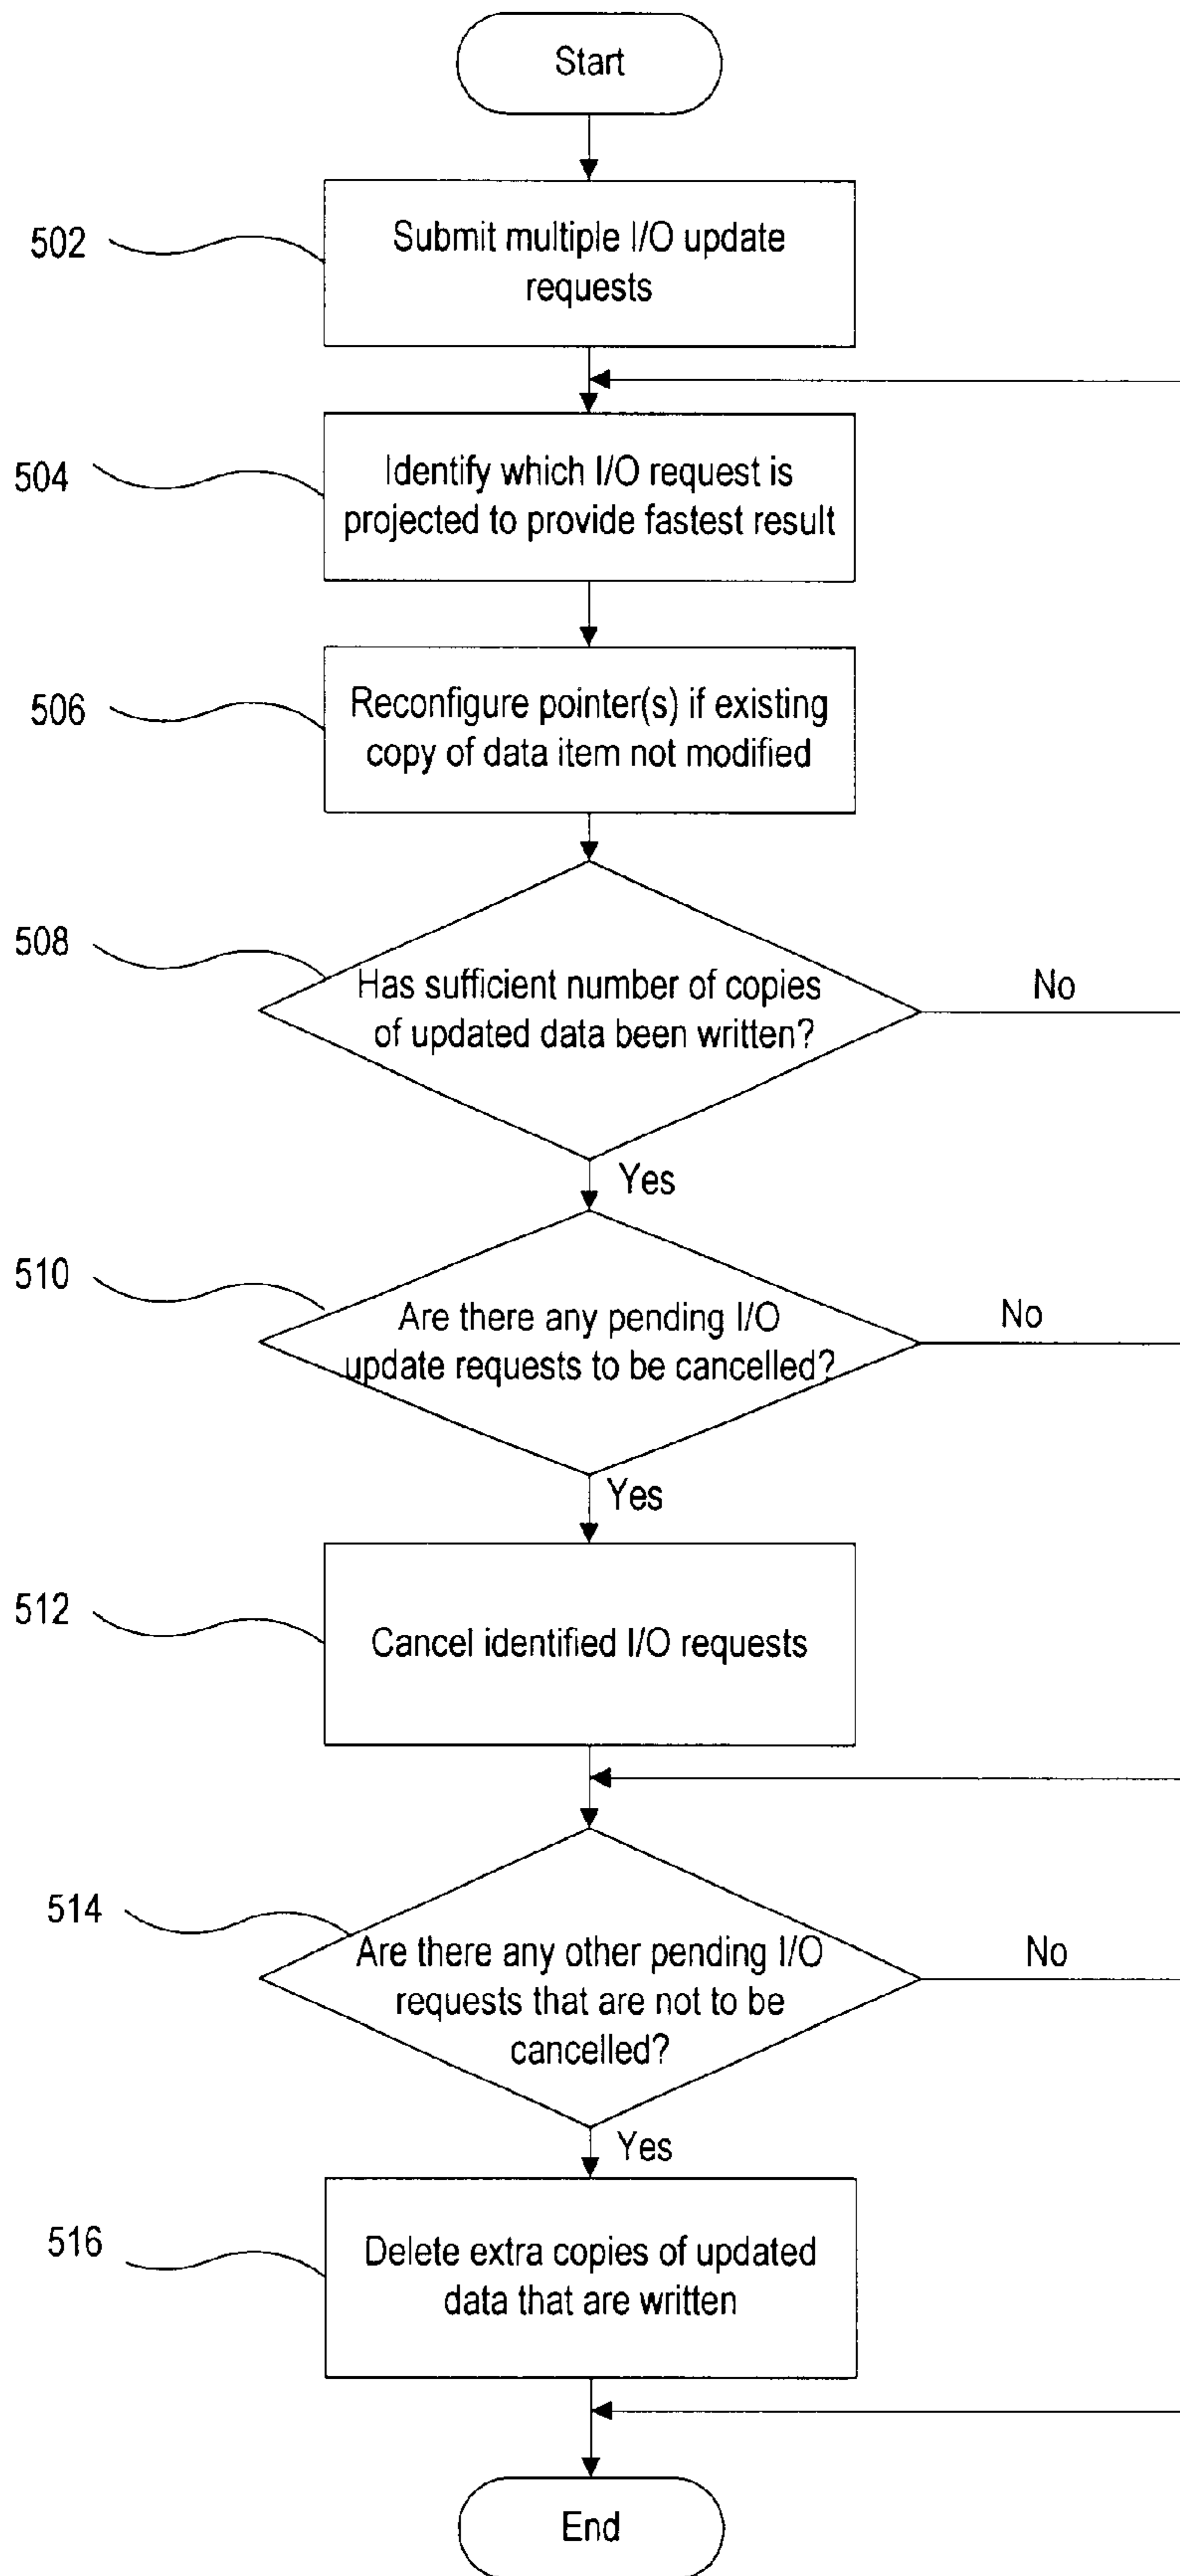 Start
502
Submit multiple I/O update
requests
504
Identify which I/O request is
projected to provide fastest result
506
Reconfigure pointer(s) if existing
copy of data item not modified
508
Has sufficient number of copies
of updated data been written?
No
Yes
510
Are there any pending I/O
update requests to be cancelled?
No
Yes
512
Cancel identified I/O requests
514
Are there any other pending I/O
requests that are not to be
cancelled?
No
Yes
516
Delete extra copies of updated
data that are written
End